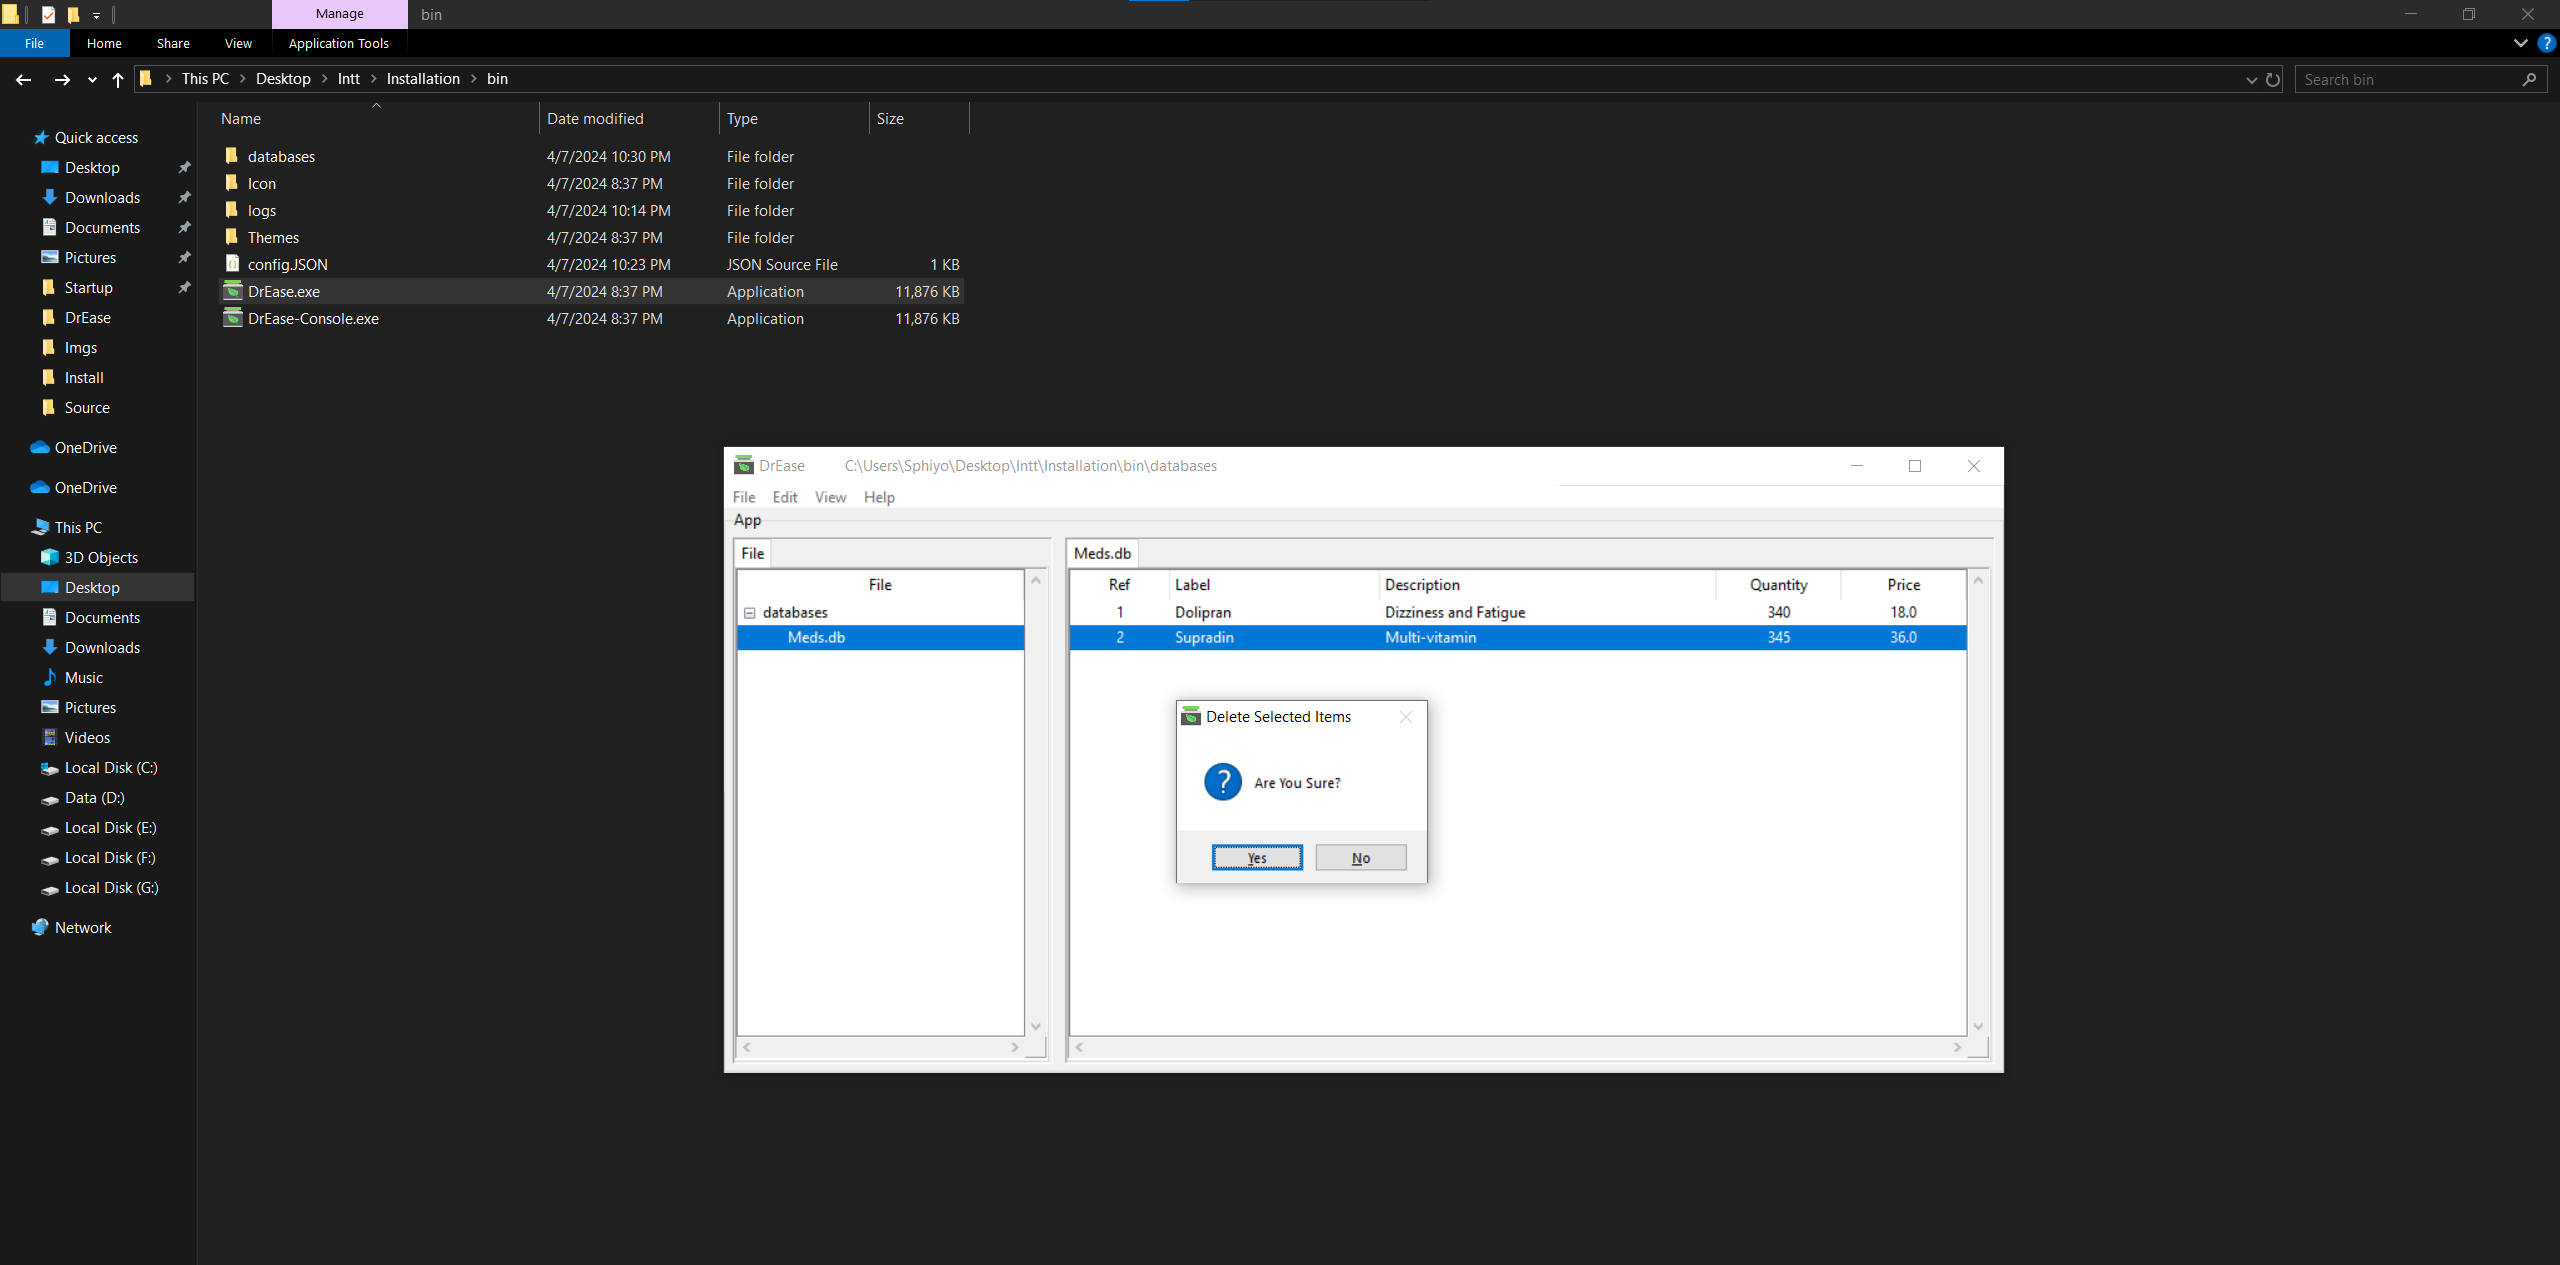 Manage
bin
File
Home
Share
View
Application Tools
This PC
Desktop
Intt
Installation
bin
Search bin
Name
Date modified
Type
Size
databases
4/7/2024 10:30 PM
File folder
Icon
4/7/2024 8:37 PM
File folder
logs
4/7/2024 10:14 PM
File folder
Themes
4/7/2024 8:37 PM
File folder
config.JSON
4/7/2024 10:23 PM
JSON Source File
1 KB
DrEase.exe
4/7/2024 8:37 PM
Application
11,876 KB
DrEase-Console.exe
4/7/2024 8:37 PM
Application
11,876 KB
Quick access
Desktop
Downloads
Documents
Pictures
Startup
DrEase
Imgs
Install
Source
OneDrive
OneDrive
This PC
3D Objects
Desktop
Documents
Downloads
Music
Pictures
Videos
Local Disk (C:)
Data (D:)
Local Disk (E:)
Local Disk (F:)
Local Disk (G:)
Network
DrEase
C:\Users\Sphiyo\Desktop\Intt\Installation\bin\databases
File
Edit
View
Help
App
File
File
databases
Meds.db
Meds.db
Ref
Label
Description
Quantity
Price
1
Dolipran
Dizziness and Fatigue
340
18.0
2
Supradin
Multi-vitamin
345
36.0
Delete Selected Items
Are You Sure?
Yes
No